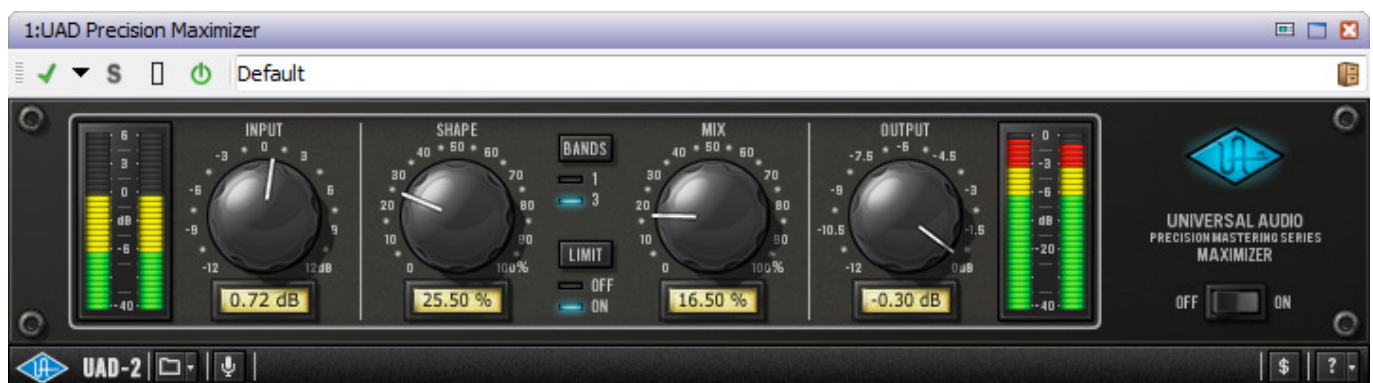 1:UAD Precision Maximizer
S
Default
6
3
0
dB
-6
-40
INPUT
-12 -9 -6 -3 0 3 6 9 12dB
0.72 dB
SHAPE
0 10 20 30 40 50 60 70 80 90 100%
25.50 %
BANDS
1
3
LIMIT
OFF
ON
MIX
0 10 20 30 40 50 60 70 80 90 100%
16.50 %
OUTPUT
-12 -10.5 -9 -7.5 -6 -4.5 -3 -1.5 0dB
-0.30 dB
0
-3
-6
dB
-20
-40
UA
UNIVERSAL AUDIO
PRECISION MASTERING SERIES
MAXIMIZER
OFF ON
UA UAD-2 $ ?